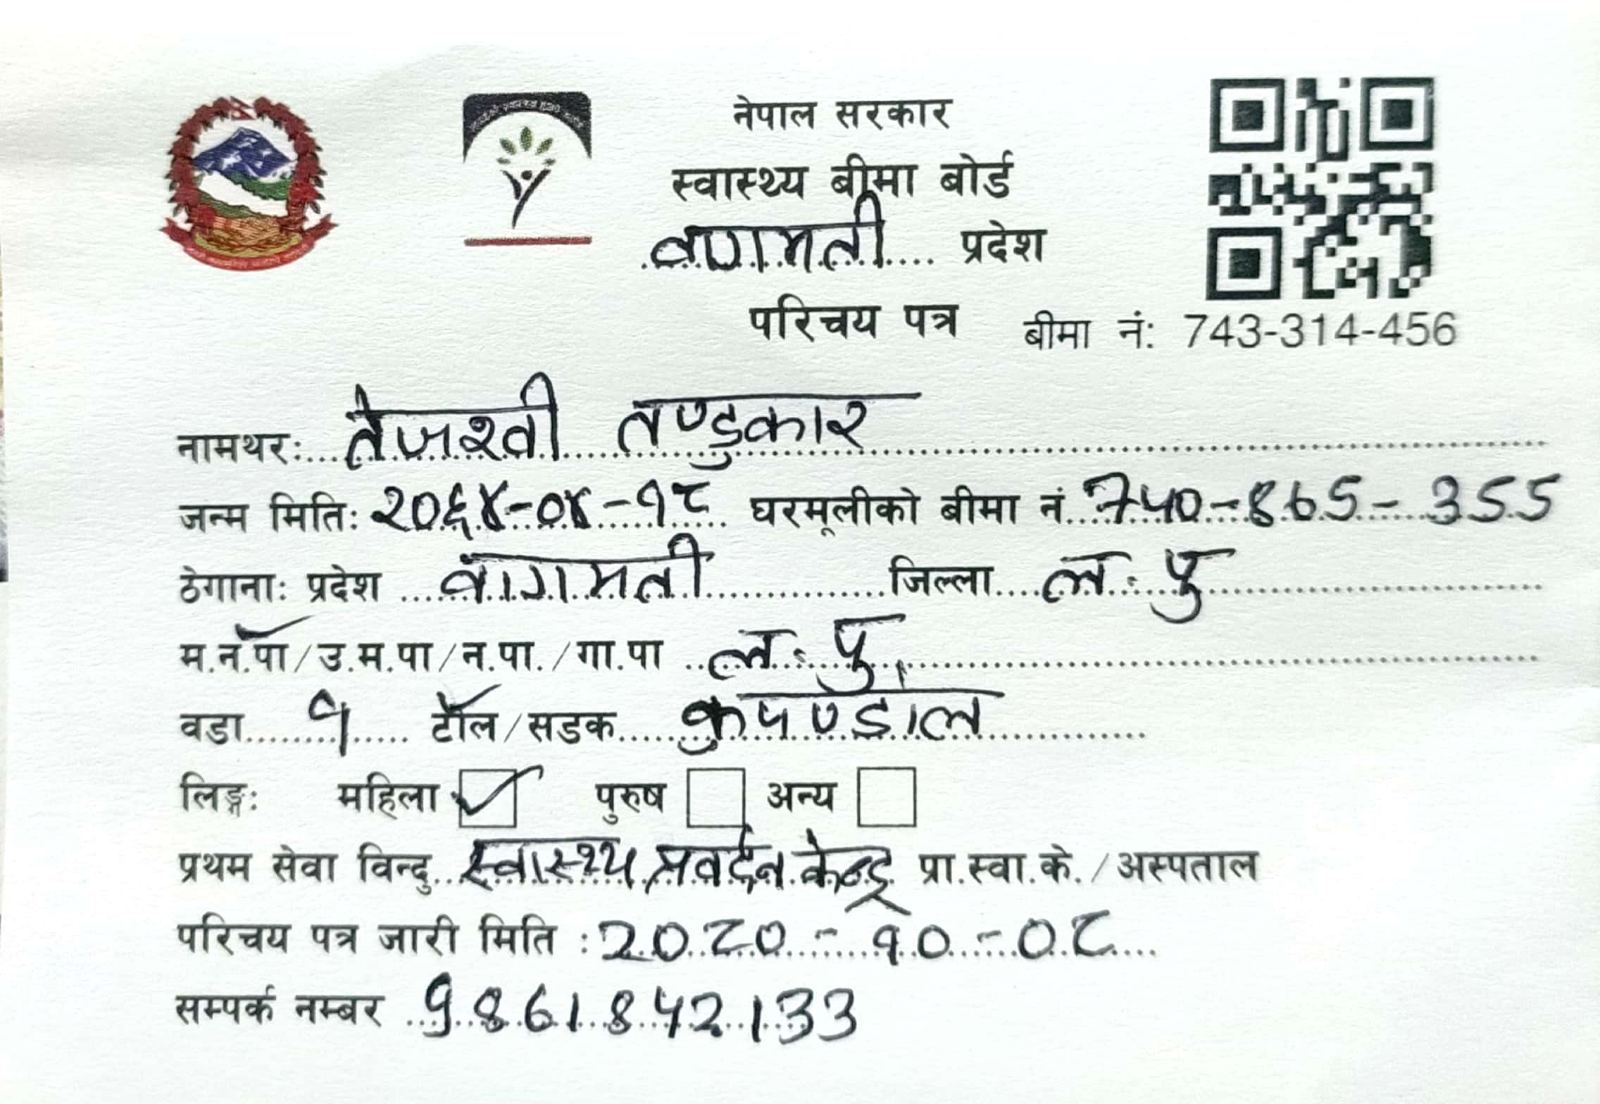 नेपाल सरकार
स्वास्थ्य बीमा बोर्ड
बागमती प्रदेश
परिचय पत्र
बीमा नं: 743-314-456
नामथर: तेजश्वी तण्डुकार
जन्म मिति: २०६४-०४-१८ घरमूलीको बीमा नं. 740-865-355
ठेगाना: प्रदेश बागमती जिल्ला ल. पु
म.न.पा/उ.म.पा/न.पा./गा.पा ल. पु.
वडा १ टोल/सडक कुपण्डोल
लिङ्ग: महिला ✓ पुरुष अन्य
प्रथम सेवा विन्दु स्वास्थ्य प्रवर्द्धन केन्द्र प्रा.स्वा.के./अस्पताल
परिचय पत्र जारी मिति : २०८०-१०-०८
सम्पर्क नम्बर 9861842133